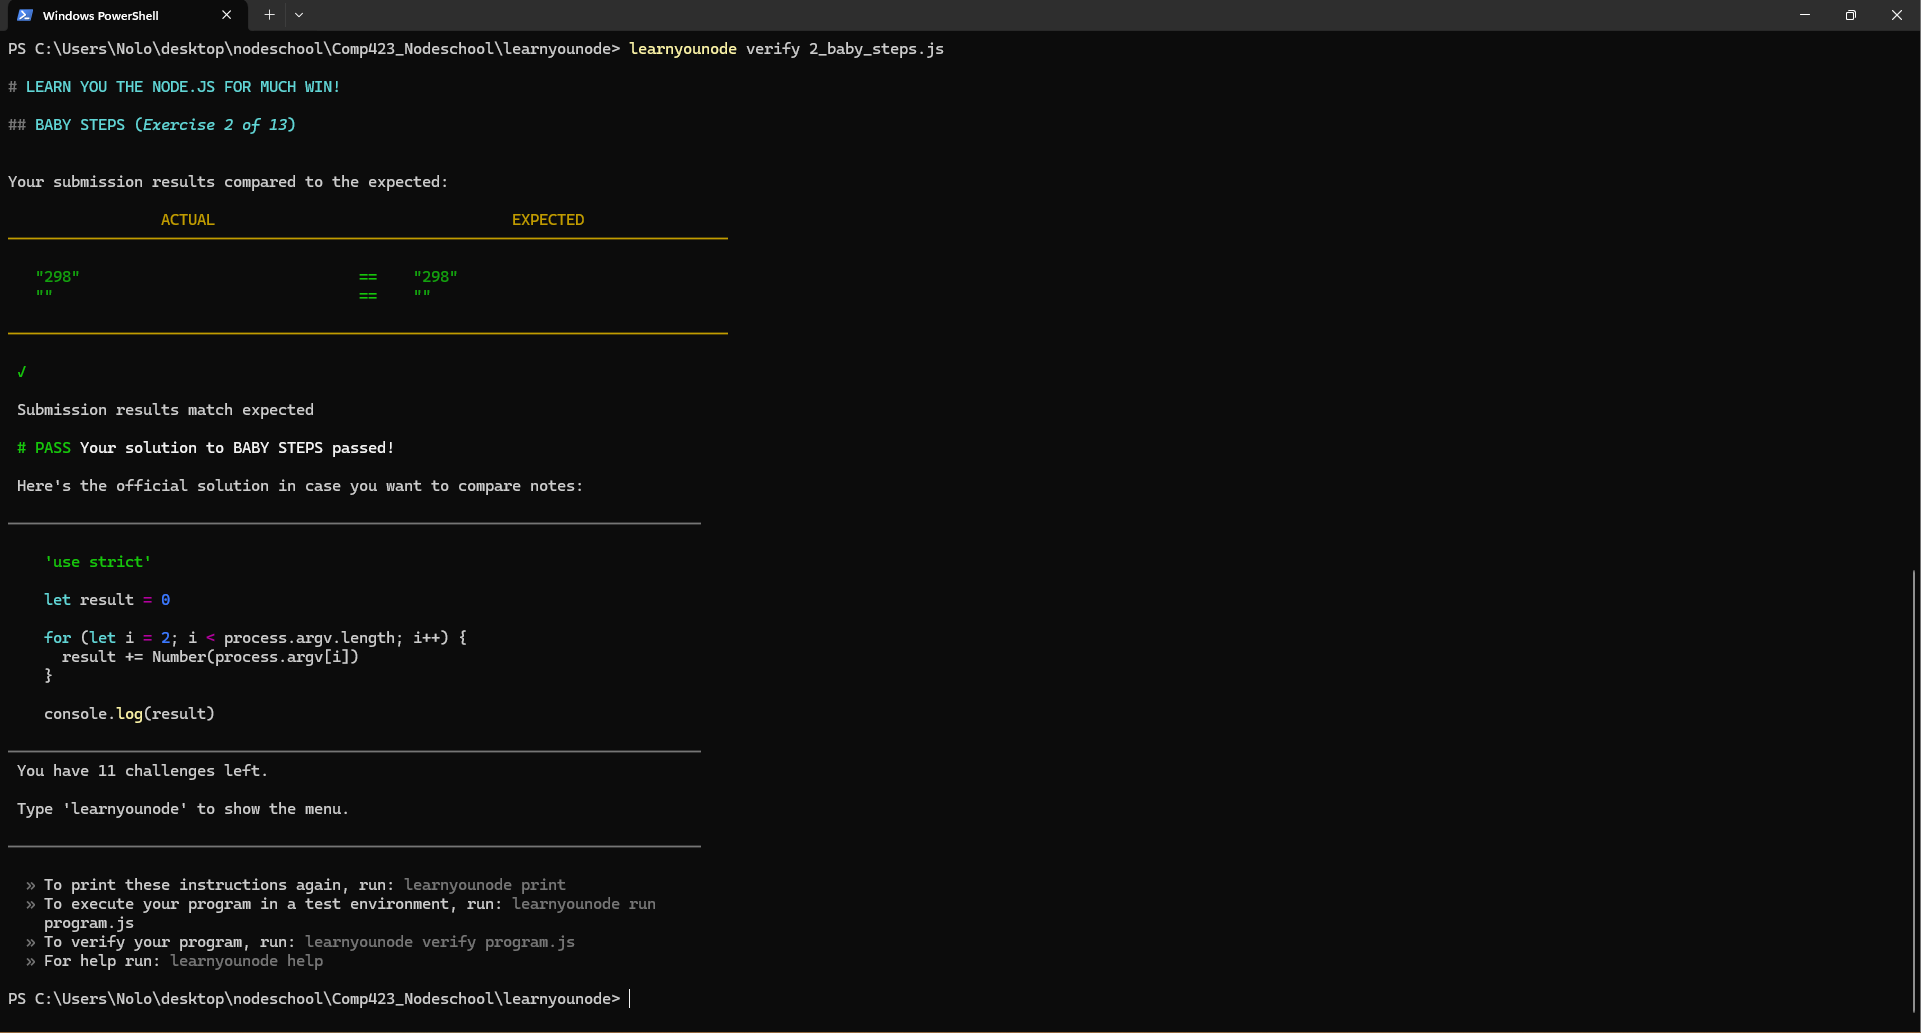 Windows PowerShell
PS C:\Users\Nolo\desktop\nodeschool\Comp423_Nodeschool\learnyounode> learnyounode verify 2_baby_steps.js
# LEARN YOU THE NODE.JS FOR MUCH WIN!
## BABY STEPS (Exercise 2 of 13)
Your submission results compared to the expected:
ACTUAL EXPECTED
"298" == "298"
"" == ""
✓
Submission results match expected
# PASS Your solution to BABY STEPS passed!
Here's the official solution in case you want to compare notes:
'use strict'
let result = 0
for (let i = 2; i < process.argv.length; i++) {
result += Number(process.argv[i])
}
console.log(result)
You have 11 challenges left.
Type 'learnyounode' to show the menu.
» To print these instructions again, run: learnyounode print
» To execute your program in a test environment, run: learnyounode run
program.js
» To verify your program, run: learnyounode verify program.js
» For help run: learnyounode help
PS C:\Users\Nolo\desktop\nodeschool\Comp423_Nodeschool\learnyounode>